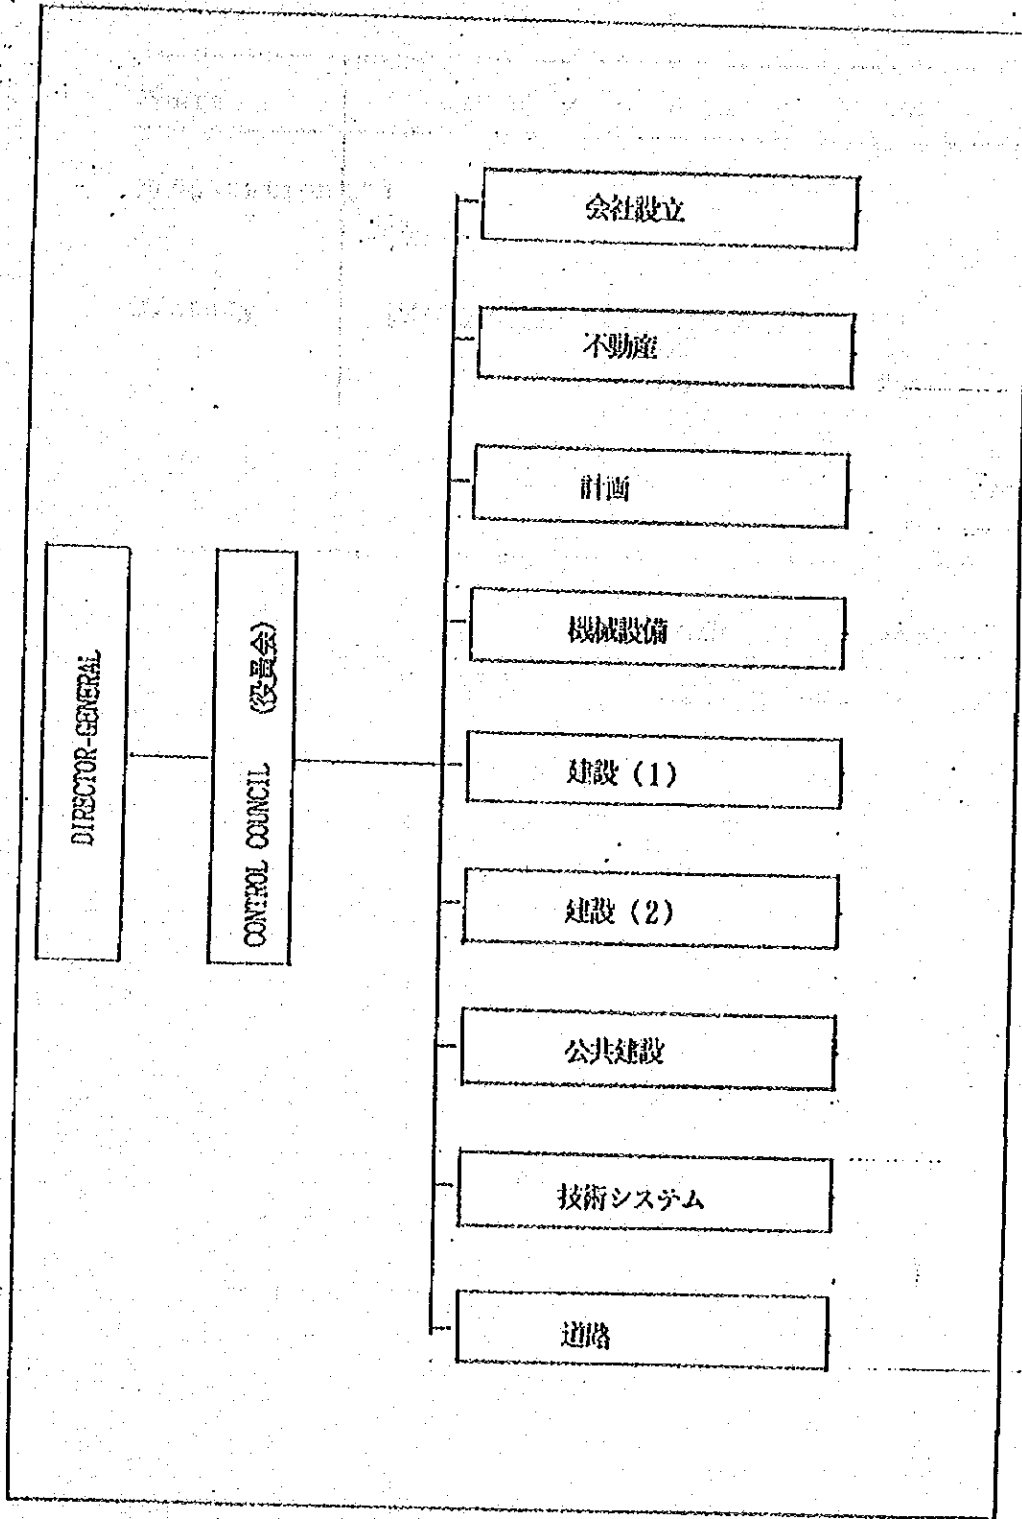 DIRECTOR-GENERAL
CONTROL COUNCIL (役員会)
会社設立
不動産
計画
機械設備
建設(1)
建設(2)
公共建設
技術システム
道路